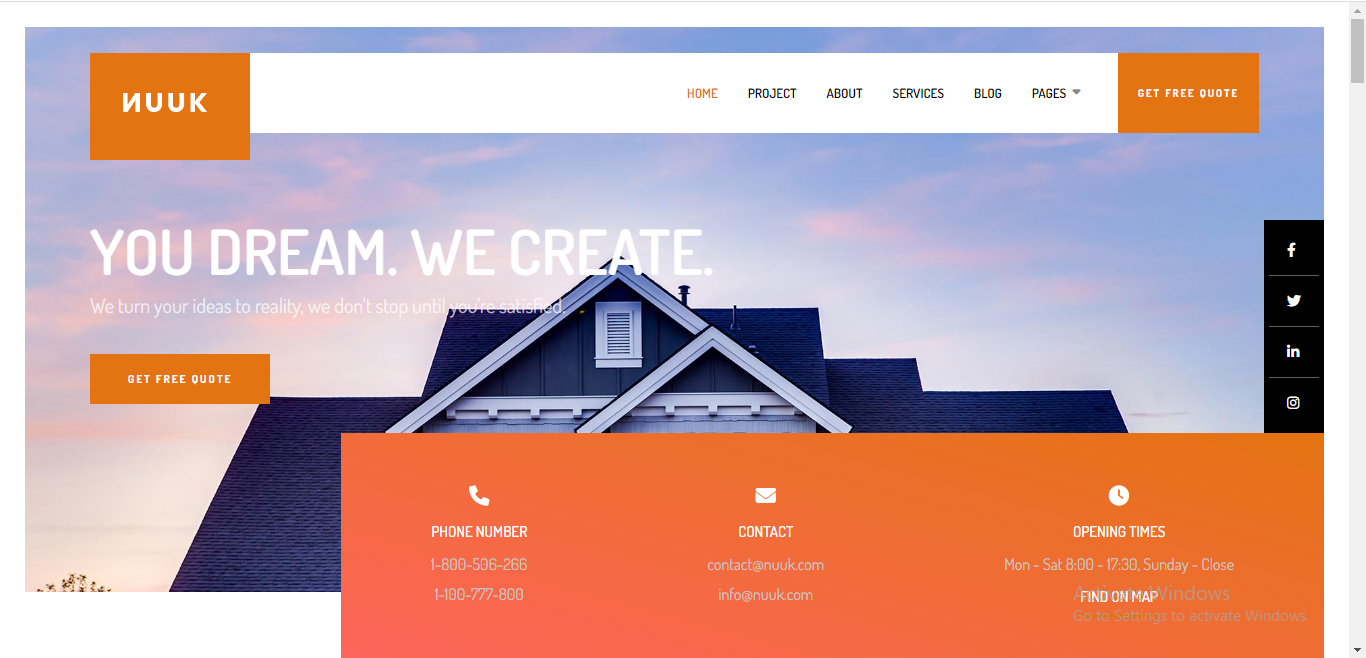 ИUUK
HOME PROJECT ABOUT SERVICES BLOG PAGES
GET FREE QUOTE
YOU DREAM. WE CREATE.
We turn your ideas to reality, we don't stop until you're satisfied.
GET FREE QUOTE
PHONE NUMBER
1-800-506-266
1-100-777-800
CONTACT
contact@nuuk.com
info@nuuk.com
OPENING TIMES
Mon - Sat 8:00 - 17:30, Sunday - Close
FIND ON MAP
Activate Windows
Go to Settings to activate Windows.